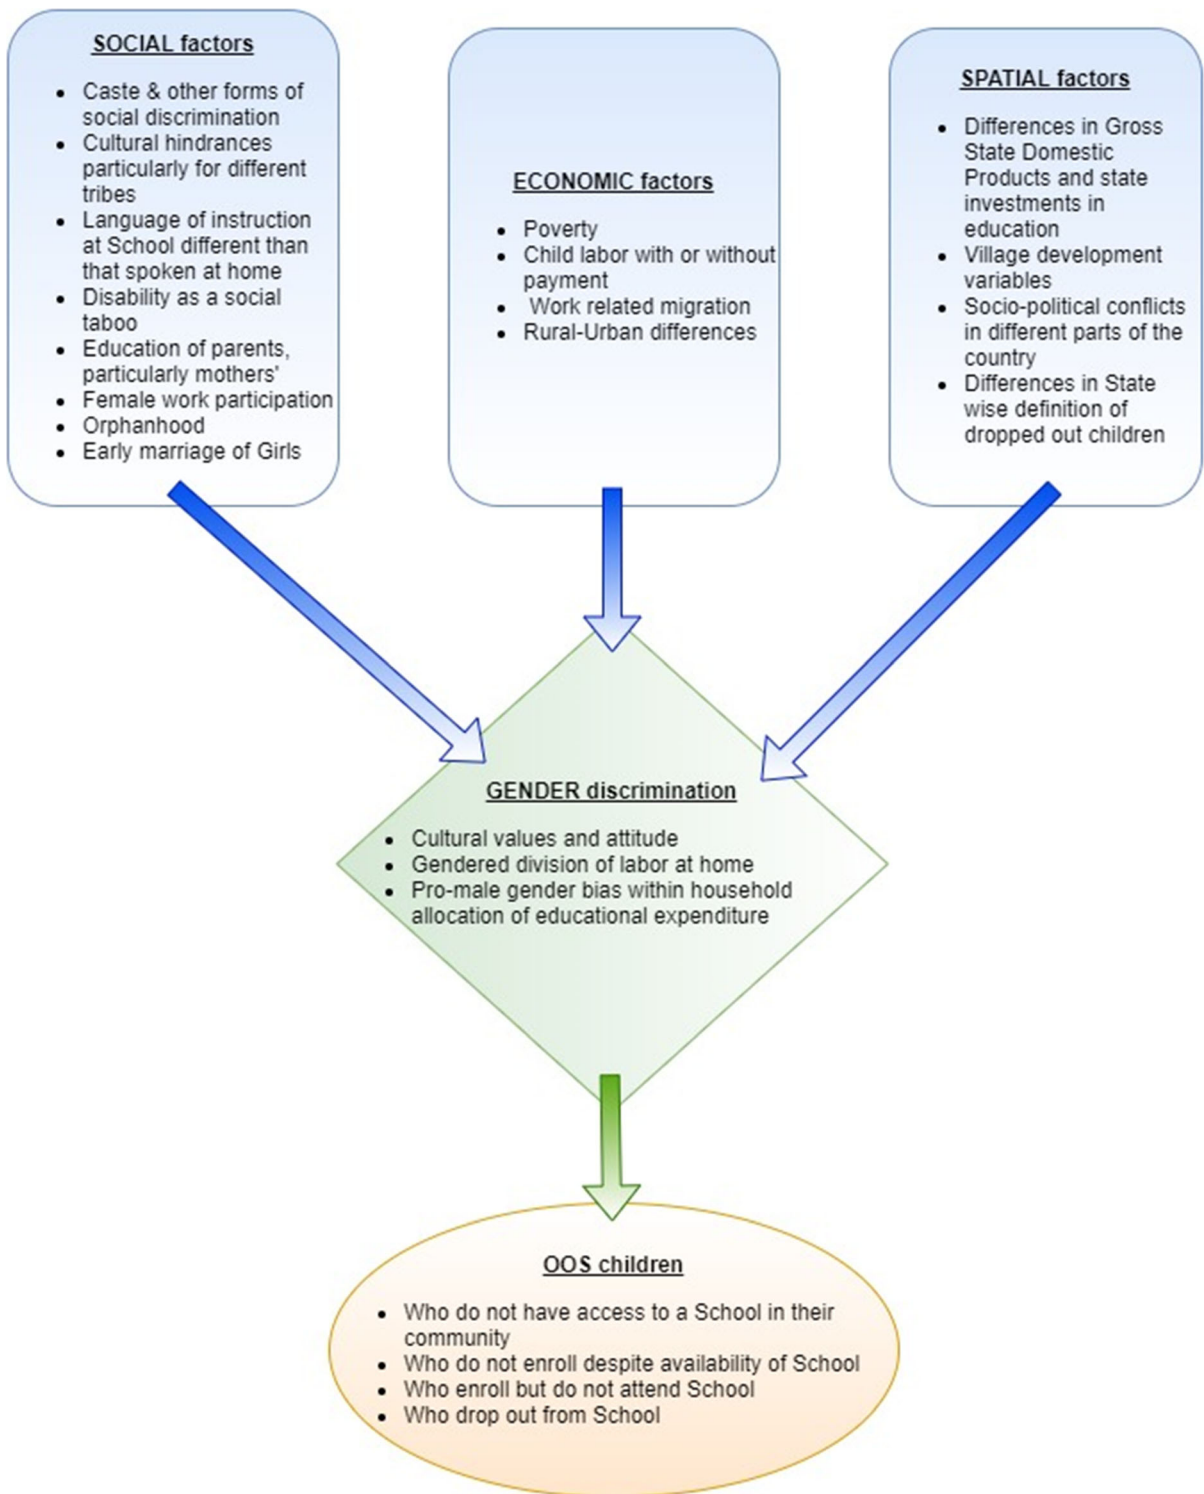 SOCIAL factors
• Caste & other forms of
social discrimination
• Cultural hindrances
particularly for different
tribes
• Language of instruction
at School different than
that spoken at home
• Disability as a social
taboo
• Education of parents,
particularly mothers'
• Female work participation
• Orphanhood
• Early marriage of Girls
ECONOMIC factors
• Poverty
• Child labor with or without
payment
• Work related migration
• Rural-Urban differences
SPATIAL factors
• Differences in Gross
State Domestic
Products and state
investments in
education
• Village development
variables
• Socio-political conflicts
in different parts of the
country
• Differences in State
wise definition of
dropped out children
GENDER discrimination
• Cultural values and attitude
• Gendered division of labor at home
• Pro-male gender bias within household
allocation of educational expenditure
OOS children
• Who do not have access to a School in their
community
• Who do not enroll despite availability of School
• Who enroll but do not attend School
• Who drop out from School